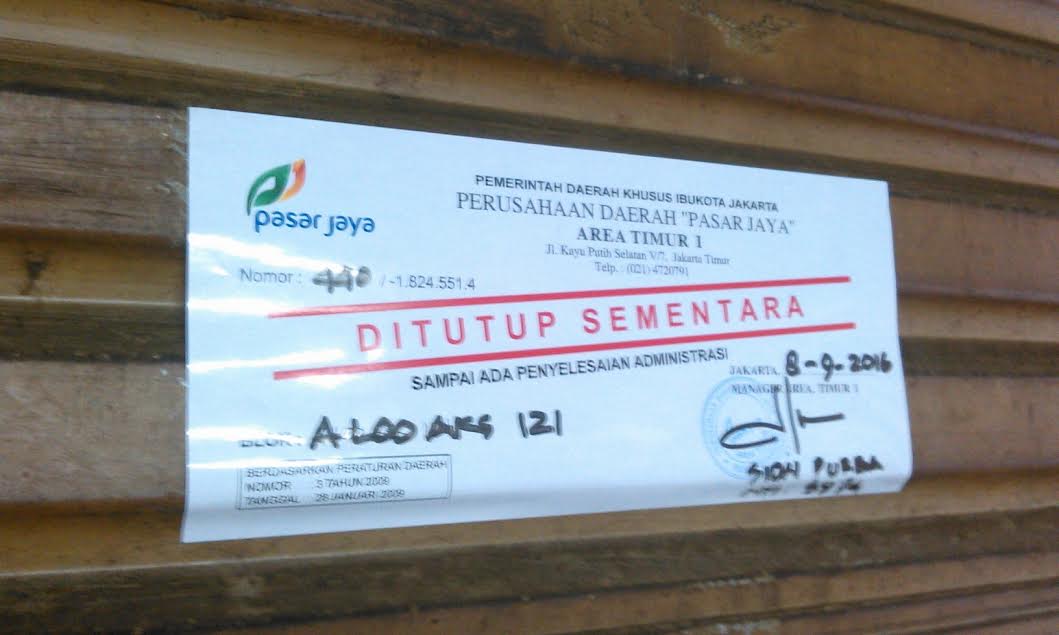 pasar jaya
PEMERINTAH DAERAH KHUSUS IBUKOTA JAKARTA
PERUSAHAAN DAERAH "PASAR JAYA"
AREA TIMUR 1
Jl. Kayu Putih Selatan V/7, Jakarta Timur
Telp. : (021) 4720791
Nomor : 440 / -1.824.551.4
DITUTUP SEMENTARA
SAMPAI ADA PENYELESAIAN ADMINISTRASI
JAKARTA, 8-9-2016
MANAGER AREA, TIMUR 1
BLOK : AKS 121
SION PURBA
BERDASARKAN PERATURAN DAERAH
NOMOR 3 TAHUN 2009
TANGGAL 28 JANUARI 2009